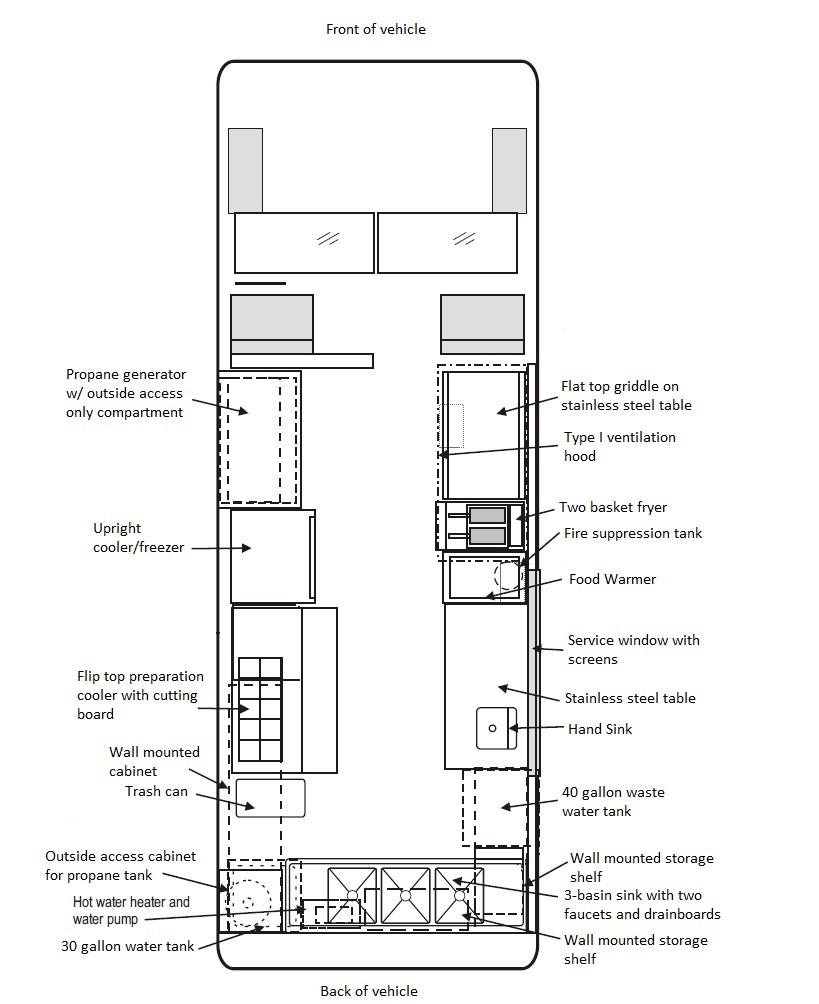 Front of vehicle
Propane generator
w/ outside access
only compartment
Flat top griddle on
stainless steel table
Type I ventilation
hood
Two basket fryer
Upright
cooler/freezer
Fire suppression tank
Food Warmer
Service window with
screens
Flip top preparation
cooler with cutting
board
Stainless steel table
Hand Sink
Wall mounted
cabinet
Trash can
40 gallon waste
water tank
Outside access cabinet
for propane tank
Wall mounted storage
shelf
Hot water heater and
water pump
3-basin sink with two
faucets and drainboards
30 gallon water tank
Wall mounted storage
shelf
Back of vehicle